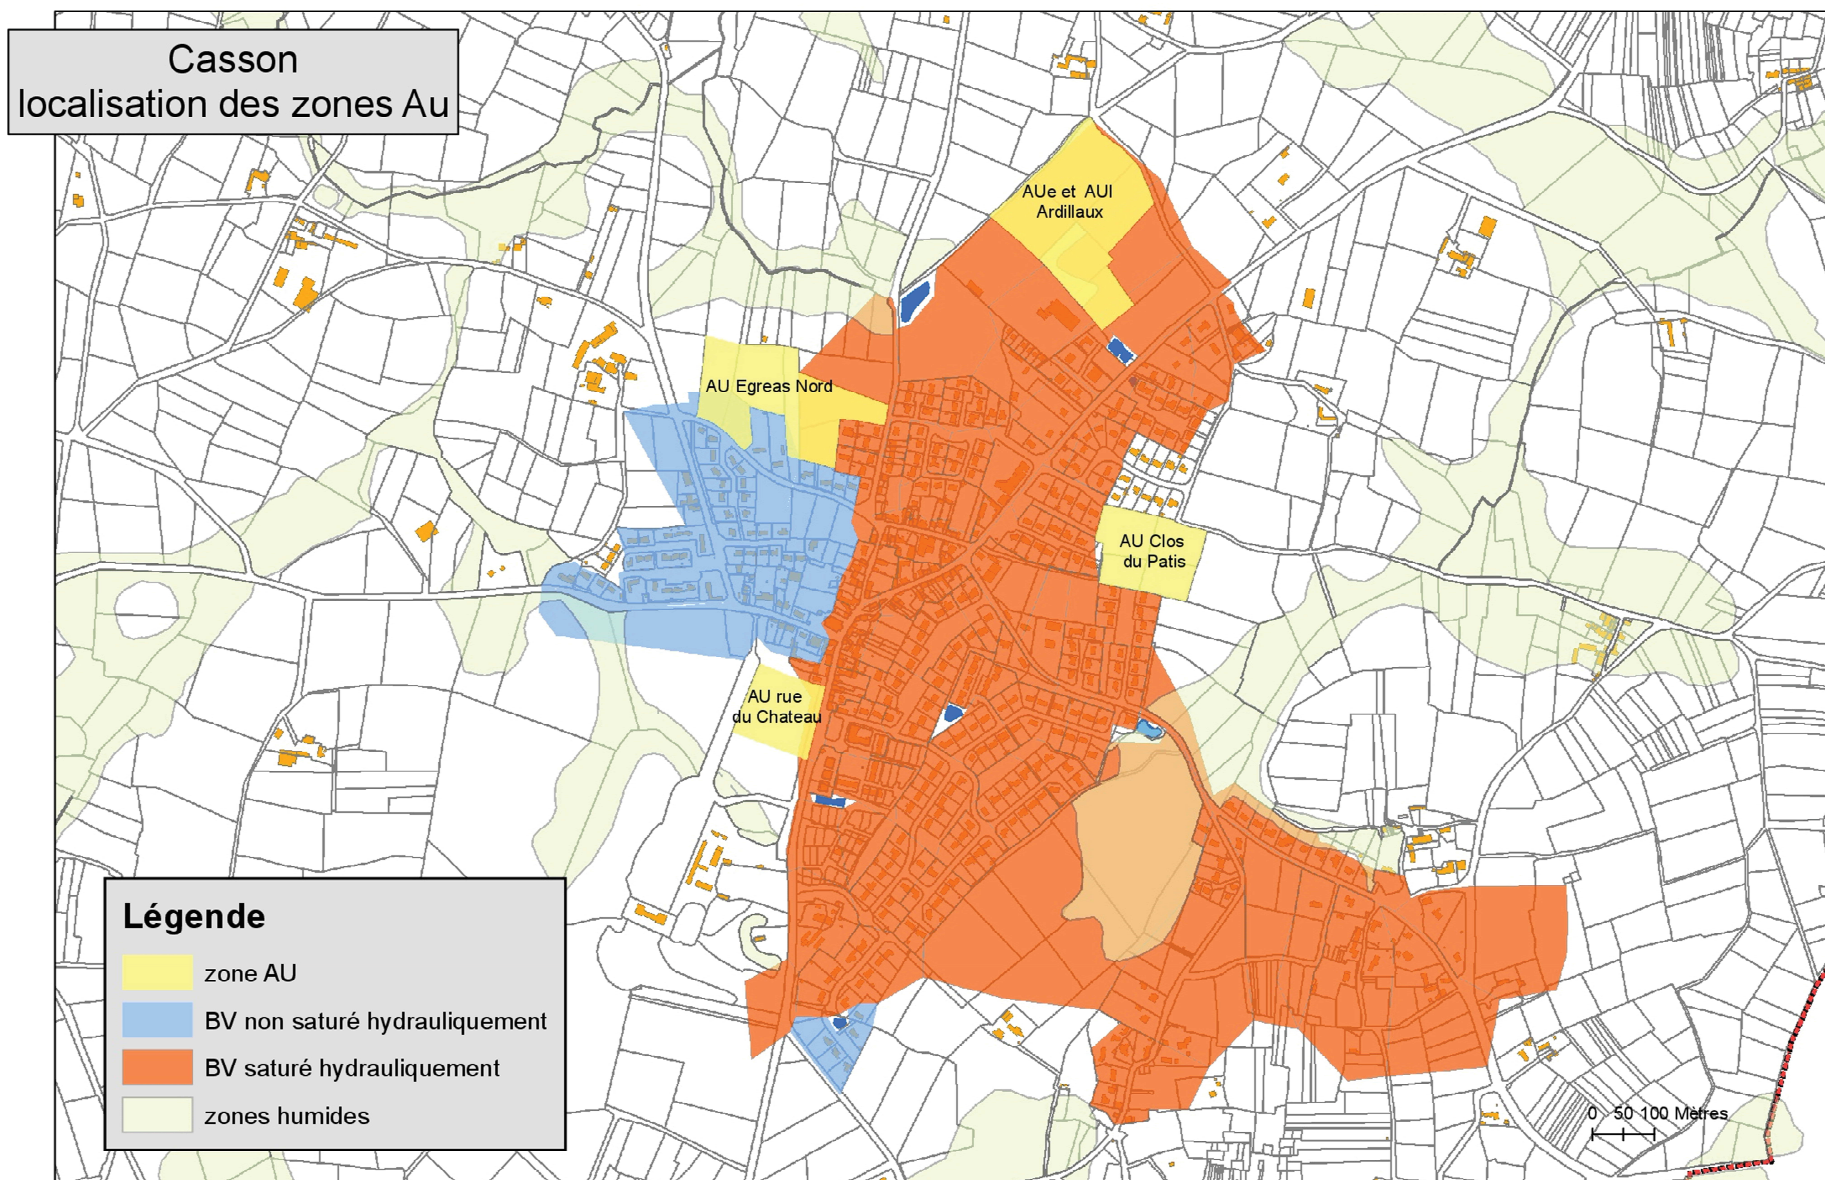 Casson
localisation des zones Au
AUe et AUl
Ardillaux
AU Egreas Nord
AU Clos
du Patis
AU rue
du Chateau
Légende
zone AU
BV non saturé hydrauliquement
BV saturé hydrauliquement
zones humides
0 50 100 Mètres